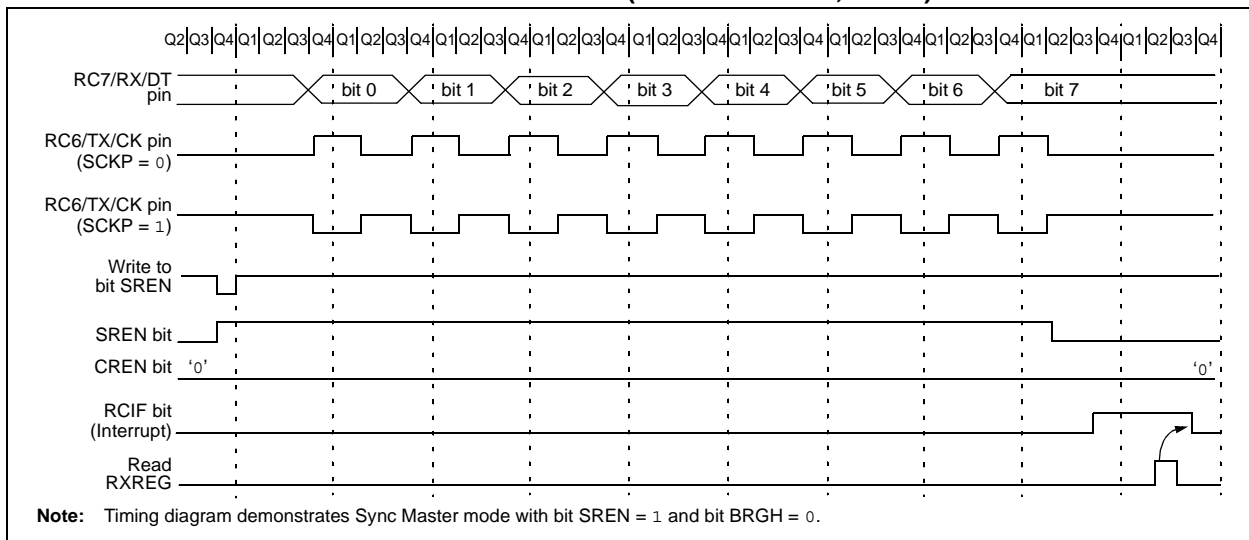 Q2 Q3 Q4 Q1 Q2 Q3 Q4 Q1 Q2 Q3 Q4 Q1 Q2 Q3 Q4 Q1 Q2 Q3 Q4 Q1 Q2 Q3 Q4 Q1 Q2 Q3 Q4 Q1 Q2 Q3 Q4 Q1 Q2 Q3 Q4 Q1 Q2 Q3 Q4 Q1 Q2 Q3 Q4
RC7/RX/DT
pin
bit 0 bit 1 bit 2 bit 3 bit 4 bit 5 bit 6 bit 7
RC6/TX/CK pin
(SCKP = 0)
RC6/TX/CK pin
(SCKP = 1)
Write to
bit SREN
SREN bit
CREN bit ‘0’ ‘0’
RCIF bit
(Interrupt)
Read
RXREG
Note: Timing diagram demonstrates Sync Master mode with bit SREN = 1 and bit BRGH = 0.